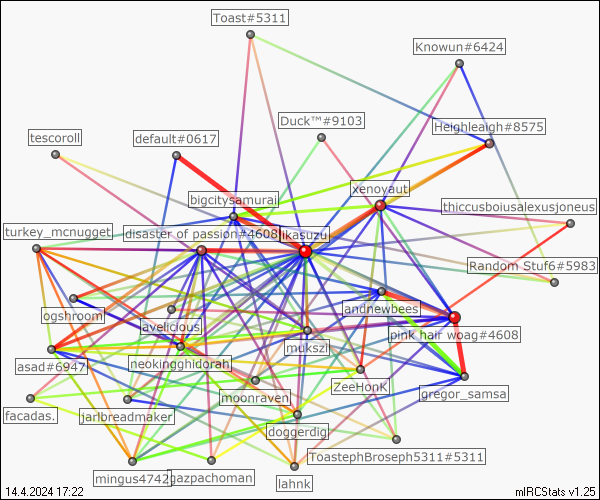 Toast#5311
Knowun#6424
Duck™#9103
Heighleaigh#8575
tescoroll
default#0617
xenoyaut
bigcitysamurai
thiccusboiusalexusjoneus
turkey_mcnugget
disaster of passion#4608
likasuzu
Random Stuf6#5983
ogshroom
avelicious
andnewbees
pink hair woag#4608
mukszi
asad#6947
neokingghidorah
moonraven
ZeeHonK
gregor_samsa
facadas.
jarlbreadmaker
doggerdigi
ToastephBroseph5311#5311
mingus4742
gazpachoman
lahnk
14.4.2024 17:22
mIRCStats v1.25